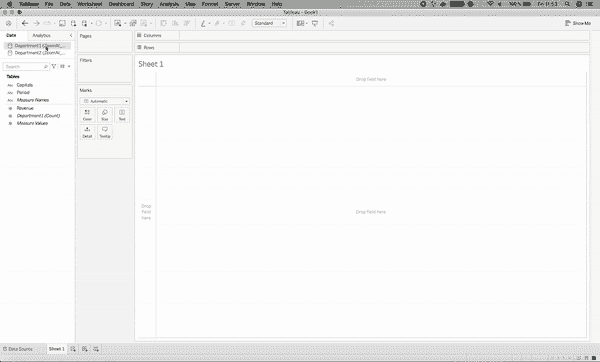 Tableau File Data Worksheet Dashboard Story Analysis Map Format Server Window Help
Tableau - Book1
Standard
Show Me
Data Analytics
Department1
Department2
Search
Tables
Abc Capitals
Abc Period
Abc Measure Names
Revenue
Department1 (Count)
Measure Values
Pages
Filters
Marks
Automatic
Color Size Text
Detail Tooltip
Columns
Rows
Sheet 1
Drop field here
Drop
field
here
Drop field here
Data Source Sheet 1